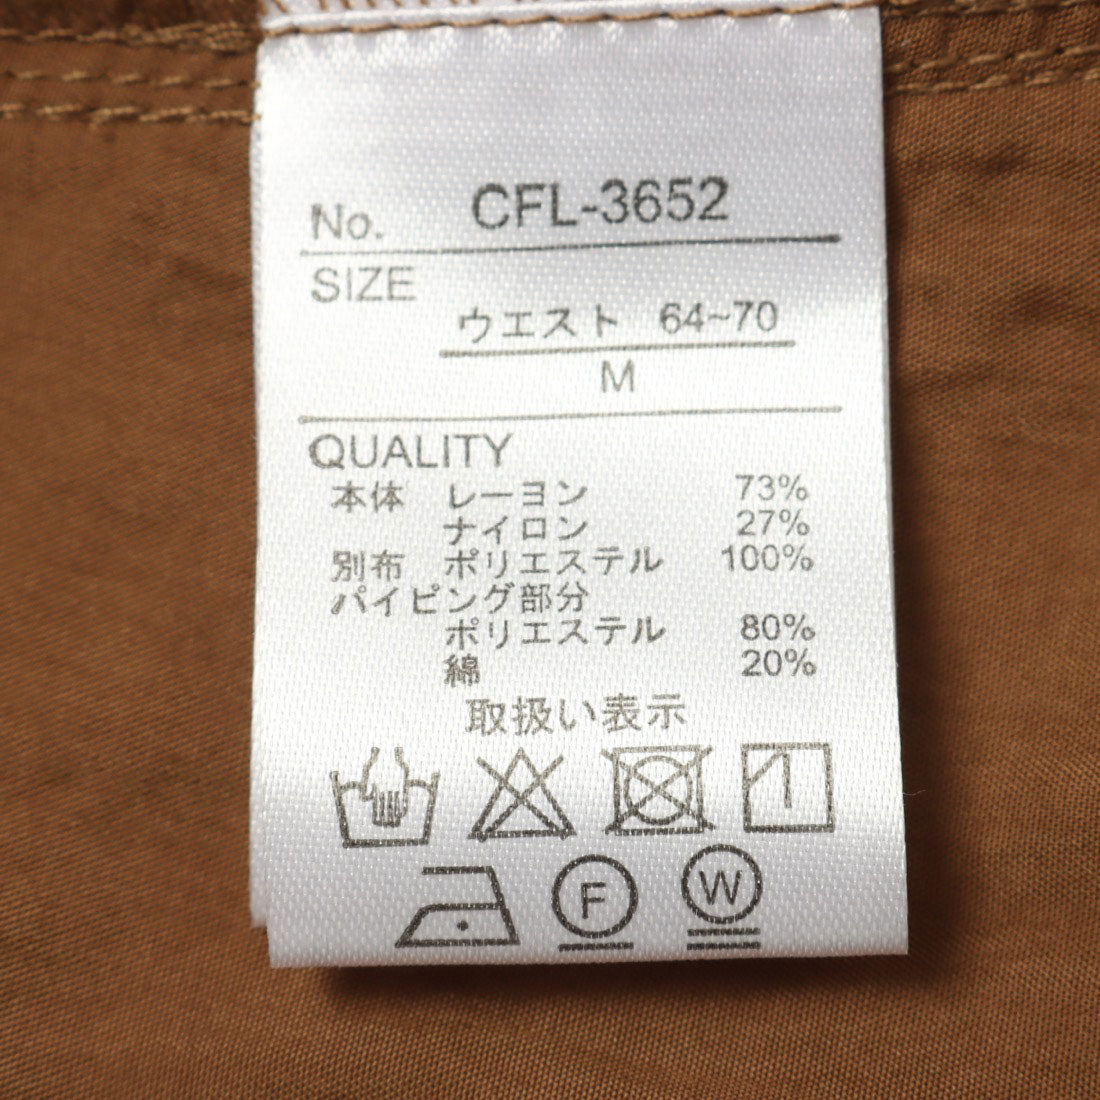 No. CFL-3652
SIZE
ウエスト 64~70
M
QUALITY
本体 レーヨン 73%
ナイロン 27%
別布 ポリエステル 100%
パイピング部分
ポリエステル 80%
綿 20%
取扱い表示
F W